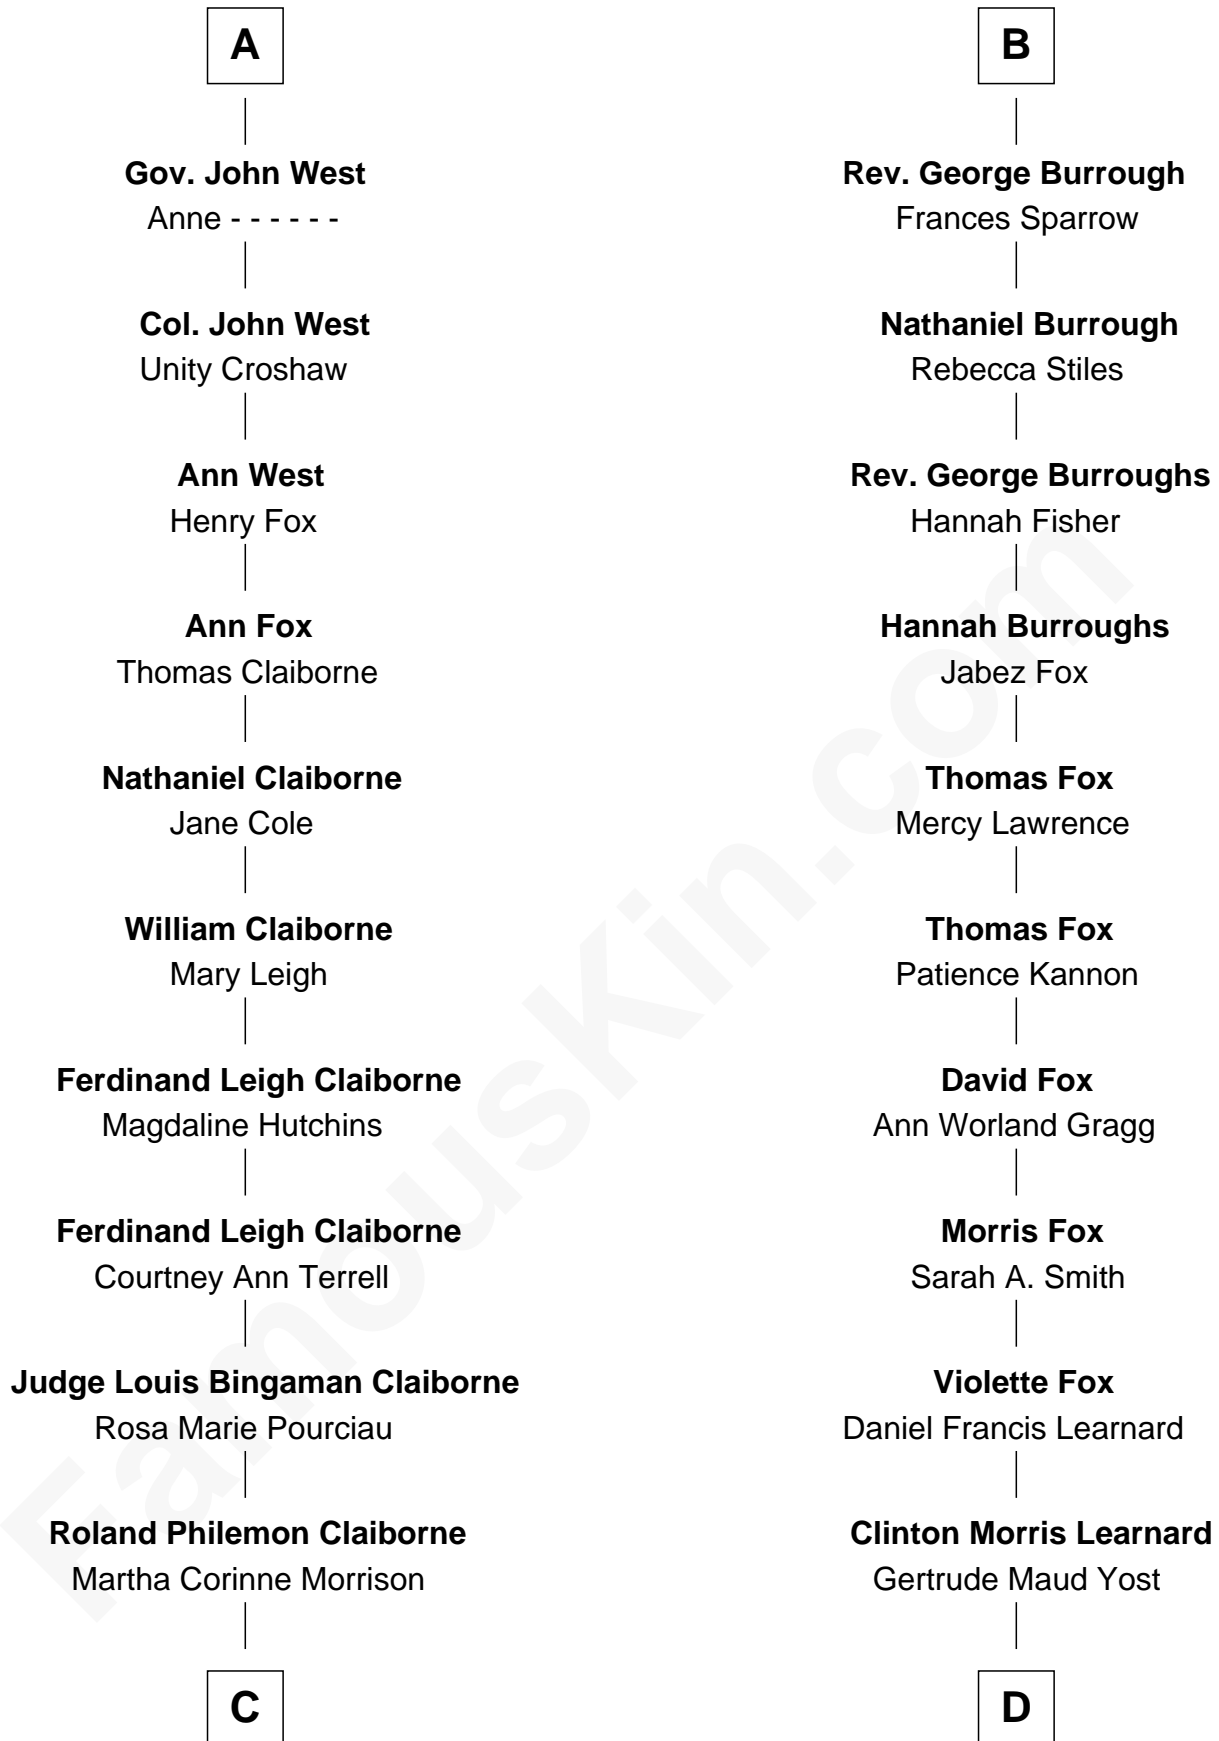 A
Gov. John West
Anne - - - - - -
Col. John West
Unity Croshaw
Ann West
Henry Fox
Ann Fox
Thomas Claiborne
Nathaniel Claiborne
Jane Cole
William Claiborne
Mary Leigh
Ferdinand Leigh Claiborne
Magdaline Hutchins
Ferdinand Leigh Claiborne
Courtney Ann Terrell
Judge Louis Bingaman Claiborne
Rosa Marie Pourciau
Roland Philemon Claiborne
Martha Corinne Morrison
C
B
Rev. George Burrough
Frances Sparrow
Nathaniel Burrough
Rebecca Stiles
Rev. George Burroughs
Hannah Fisher
Hannah Burroughs
Jabez Fox
Thomas Fox
Mercy Lawrence
Thomas Fox
Patience Kannon
David Fox
Ann Worland Gragg
Morris Fox
Sarah A. Smith
Violette Fox
Daniel Francis Learnard
Clinton Morris Learnard
Gertrude Maud Yost
D
FamousKin.com